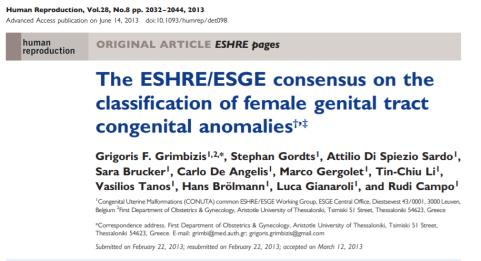 Human Reproduction, Vol.28, No.8 pp. 2032–2044, 2013
Advanced Access publication on June 14, 2013 doi:10.1093/humrep/det098
human
reproduction
ORIGINAL ARTICLE ESHRE pages
The ESHRE/ESGE consensus on the
classification of female genital tract
congenital anomalies†,‡
Grigoris F. Grimbizis1,2,*, Stephan Gordts1, Attilio Di Spiezio Sardo1,
Sara Brucker1, Carlo De Angelis1, Marco Gergolet1, Tin-Chiu Li1,
Vasilios Tanos1, Hans Brölmann1, Luca Gianaroli1, and Rudi Campo1
1Congenital Uterine Malformations (CONUTA) common ESHRE/ESGE Working Group, ESGE Central Office, Diestsevest 43/0001, 3000 Leuven,
Belgium 2First Department of Obstetrics & Gynecology, Aristotle University of Thessaloniki, Tsimiski 51 Street, Thessaloniki 54623, Greece
*Correspondence address. First Department of Obstetrics & Gynecology, Aristotle University of Thessaloniki, Tsimiski 51 Street,
Thessaloniki 54623, Greece. E-mail: grimbi@med.auth.gr; grigoris.grimbizis@gmail.com
Submitted on February 22, 2013; resubmitted on February 22, 2013; accepted on March 12, 2013